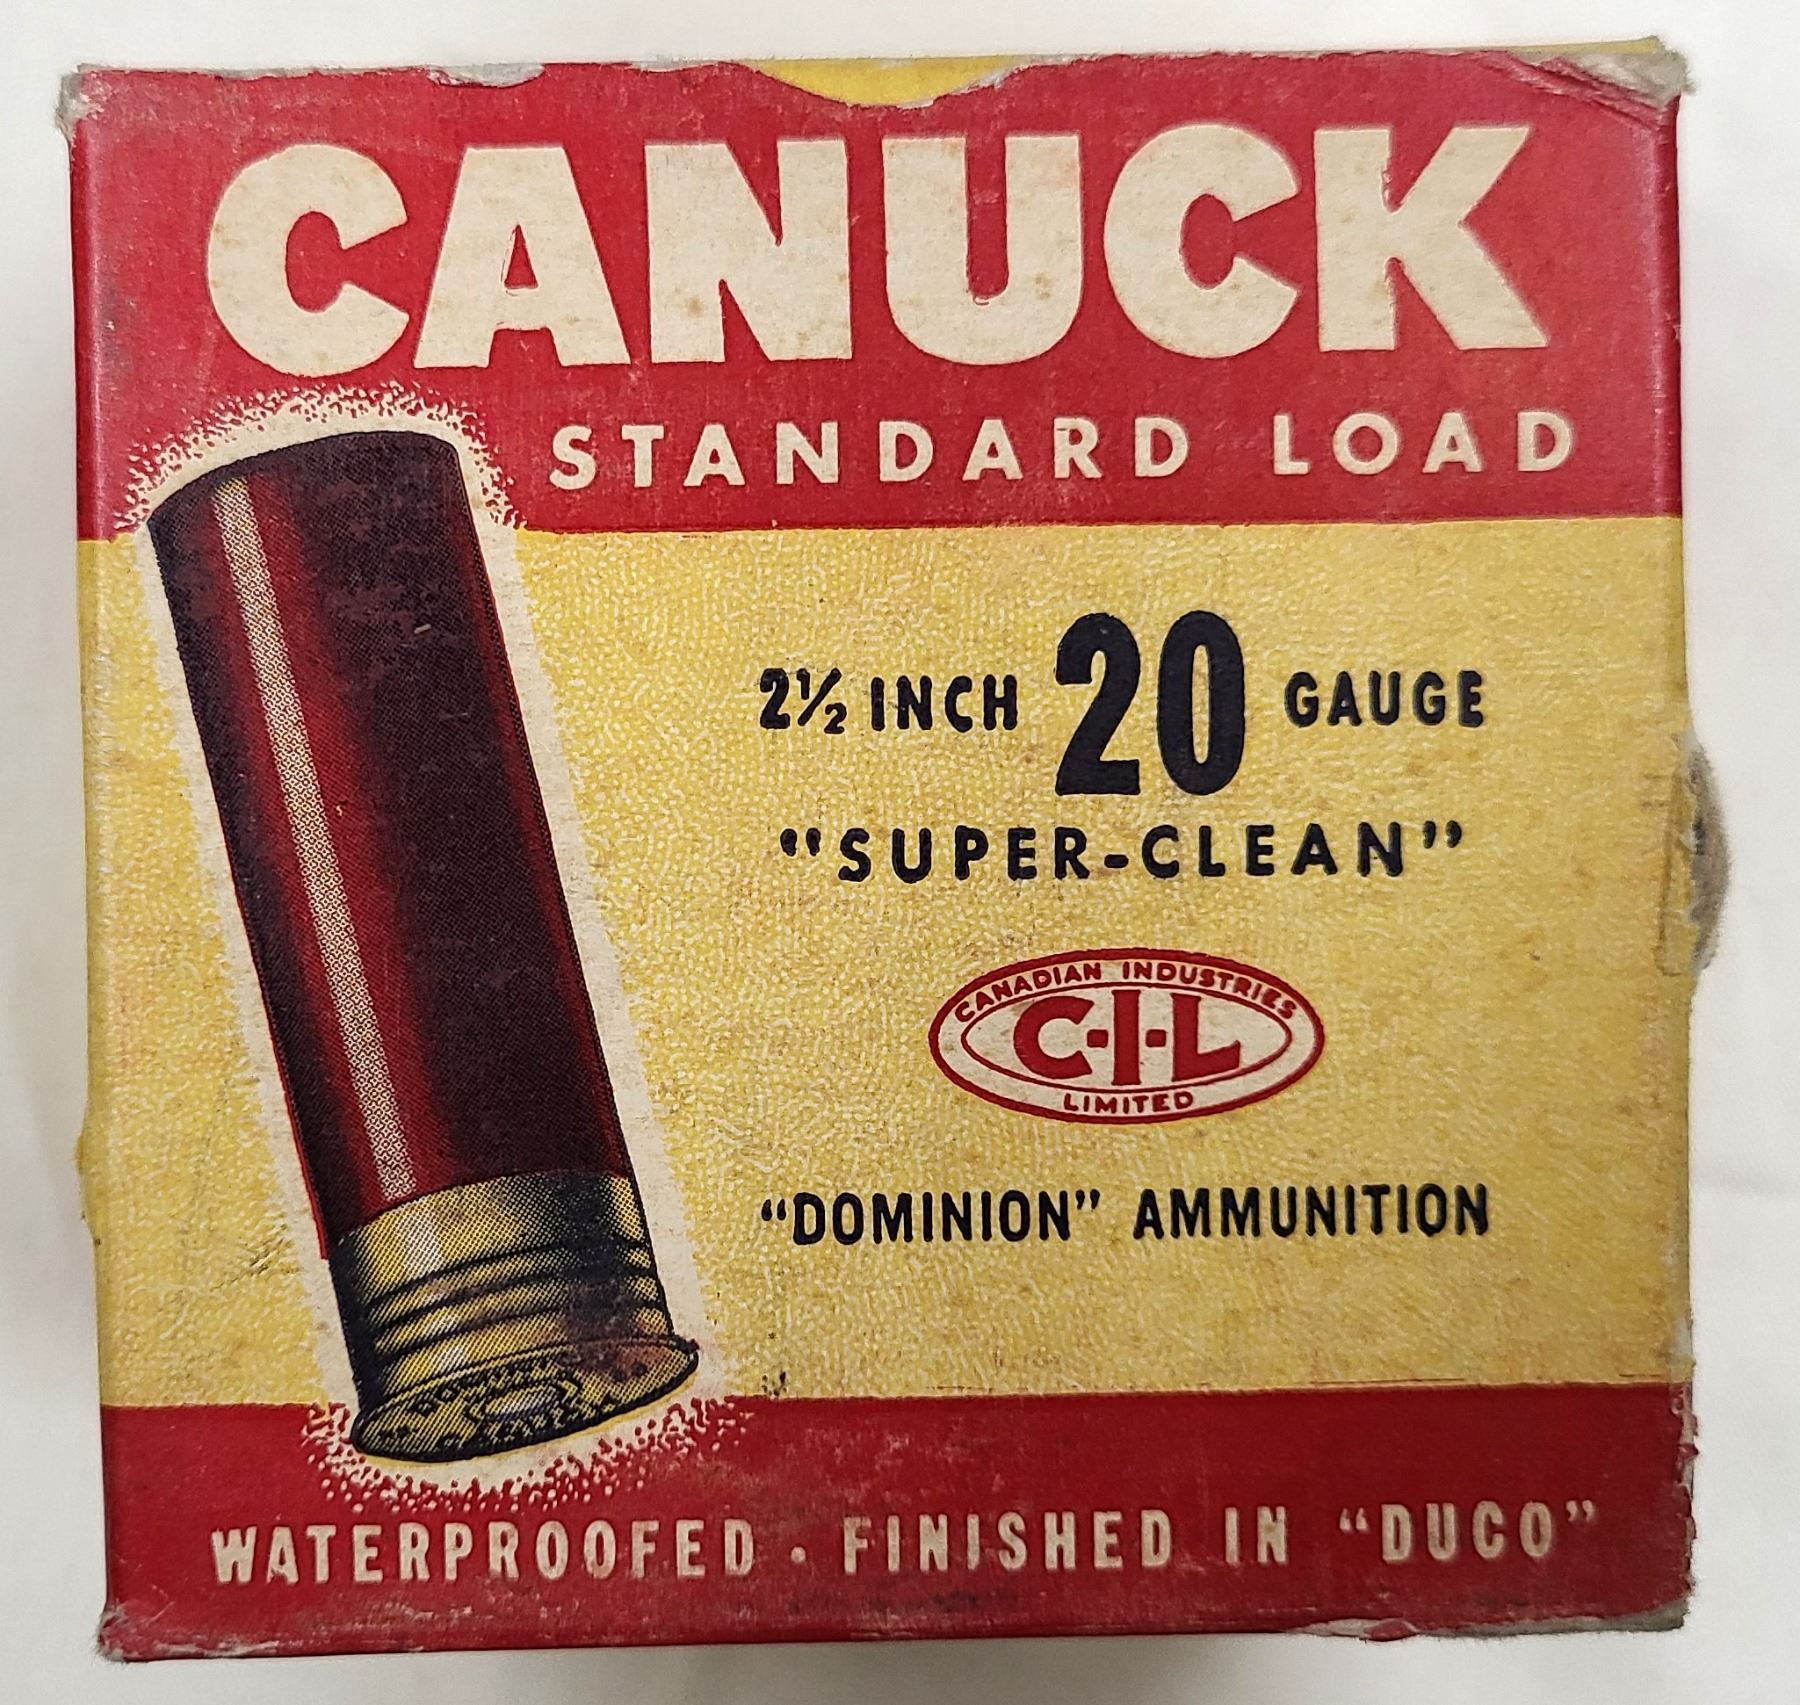 CANUCK
STANDARD LOAD
2½ INCH 20 GAUGE
"SUPER-CLEAN"
CANADIAN INDUSTRIES
C-I-L
LIMITED
"DOMINION" AMMUNITION
WATERPROOFED · FINISHED IN "DUCO"